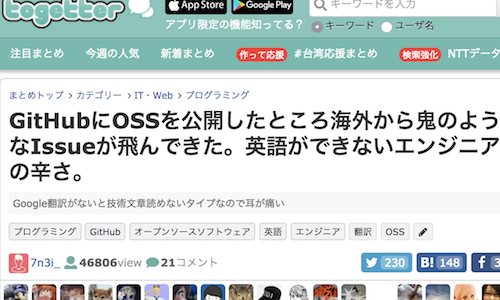 togetter
App Store
Google Play
キーワードを入力
アプリ限定の機能知ってる？
キーワード
ユーザ名
注目まとめ
今週の人気
新着まとめ
作って応援
#台湾応援まとめ
検索強化
NTTデータ
まとめトップ > カテゴリー > IT・Web > プログラミング
GitHubにOSSを公開したところ海外から鬼のよう
なIssueが飛んできた。英語ができないエンジニア
の辛さ。
Google翻訳がないと技術文章読めないタイプなので耳が痛い
プログラミング
GitHub
オープンソースソフトウェア
英語
エンジニア
翻訳
OSS
7n3i_
46806view
21コメント
230
B! 148
f 3